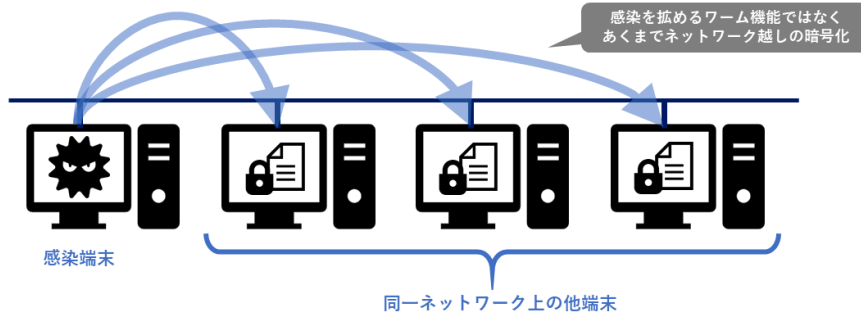 感染を拡めるワーム機能ではなく
あくまでネットワーク越しの暗号化
感染端末
同一ネットワーク上の他端末